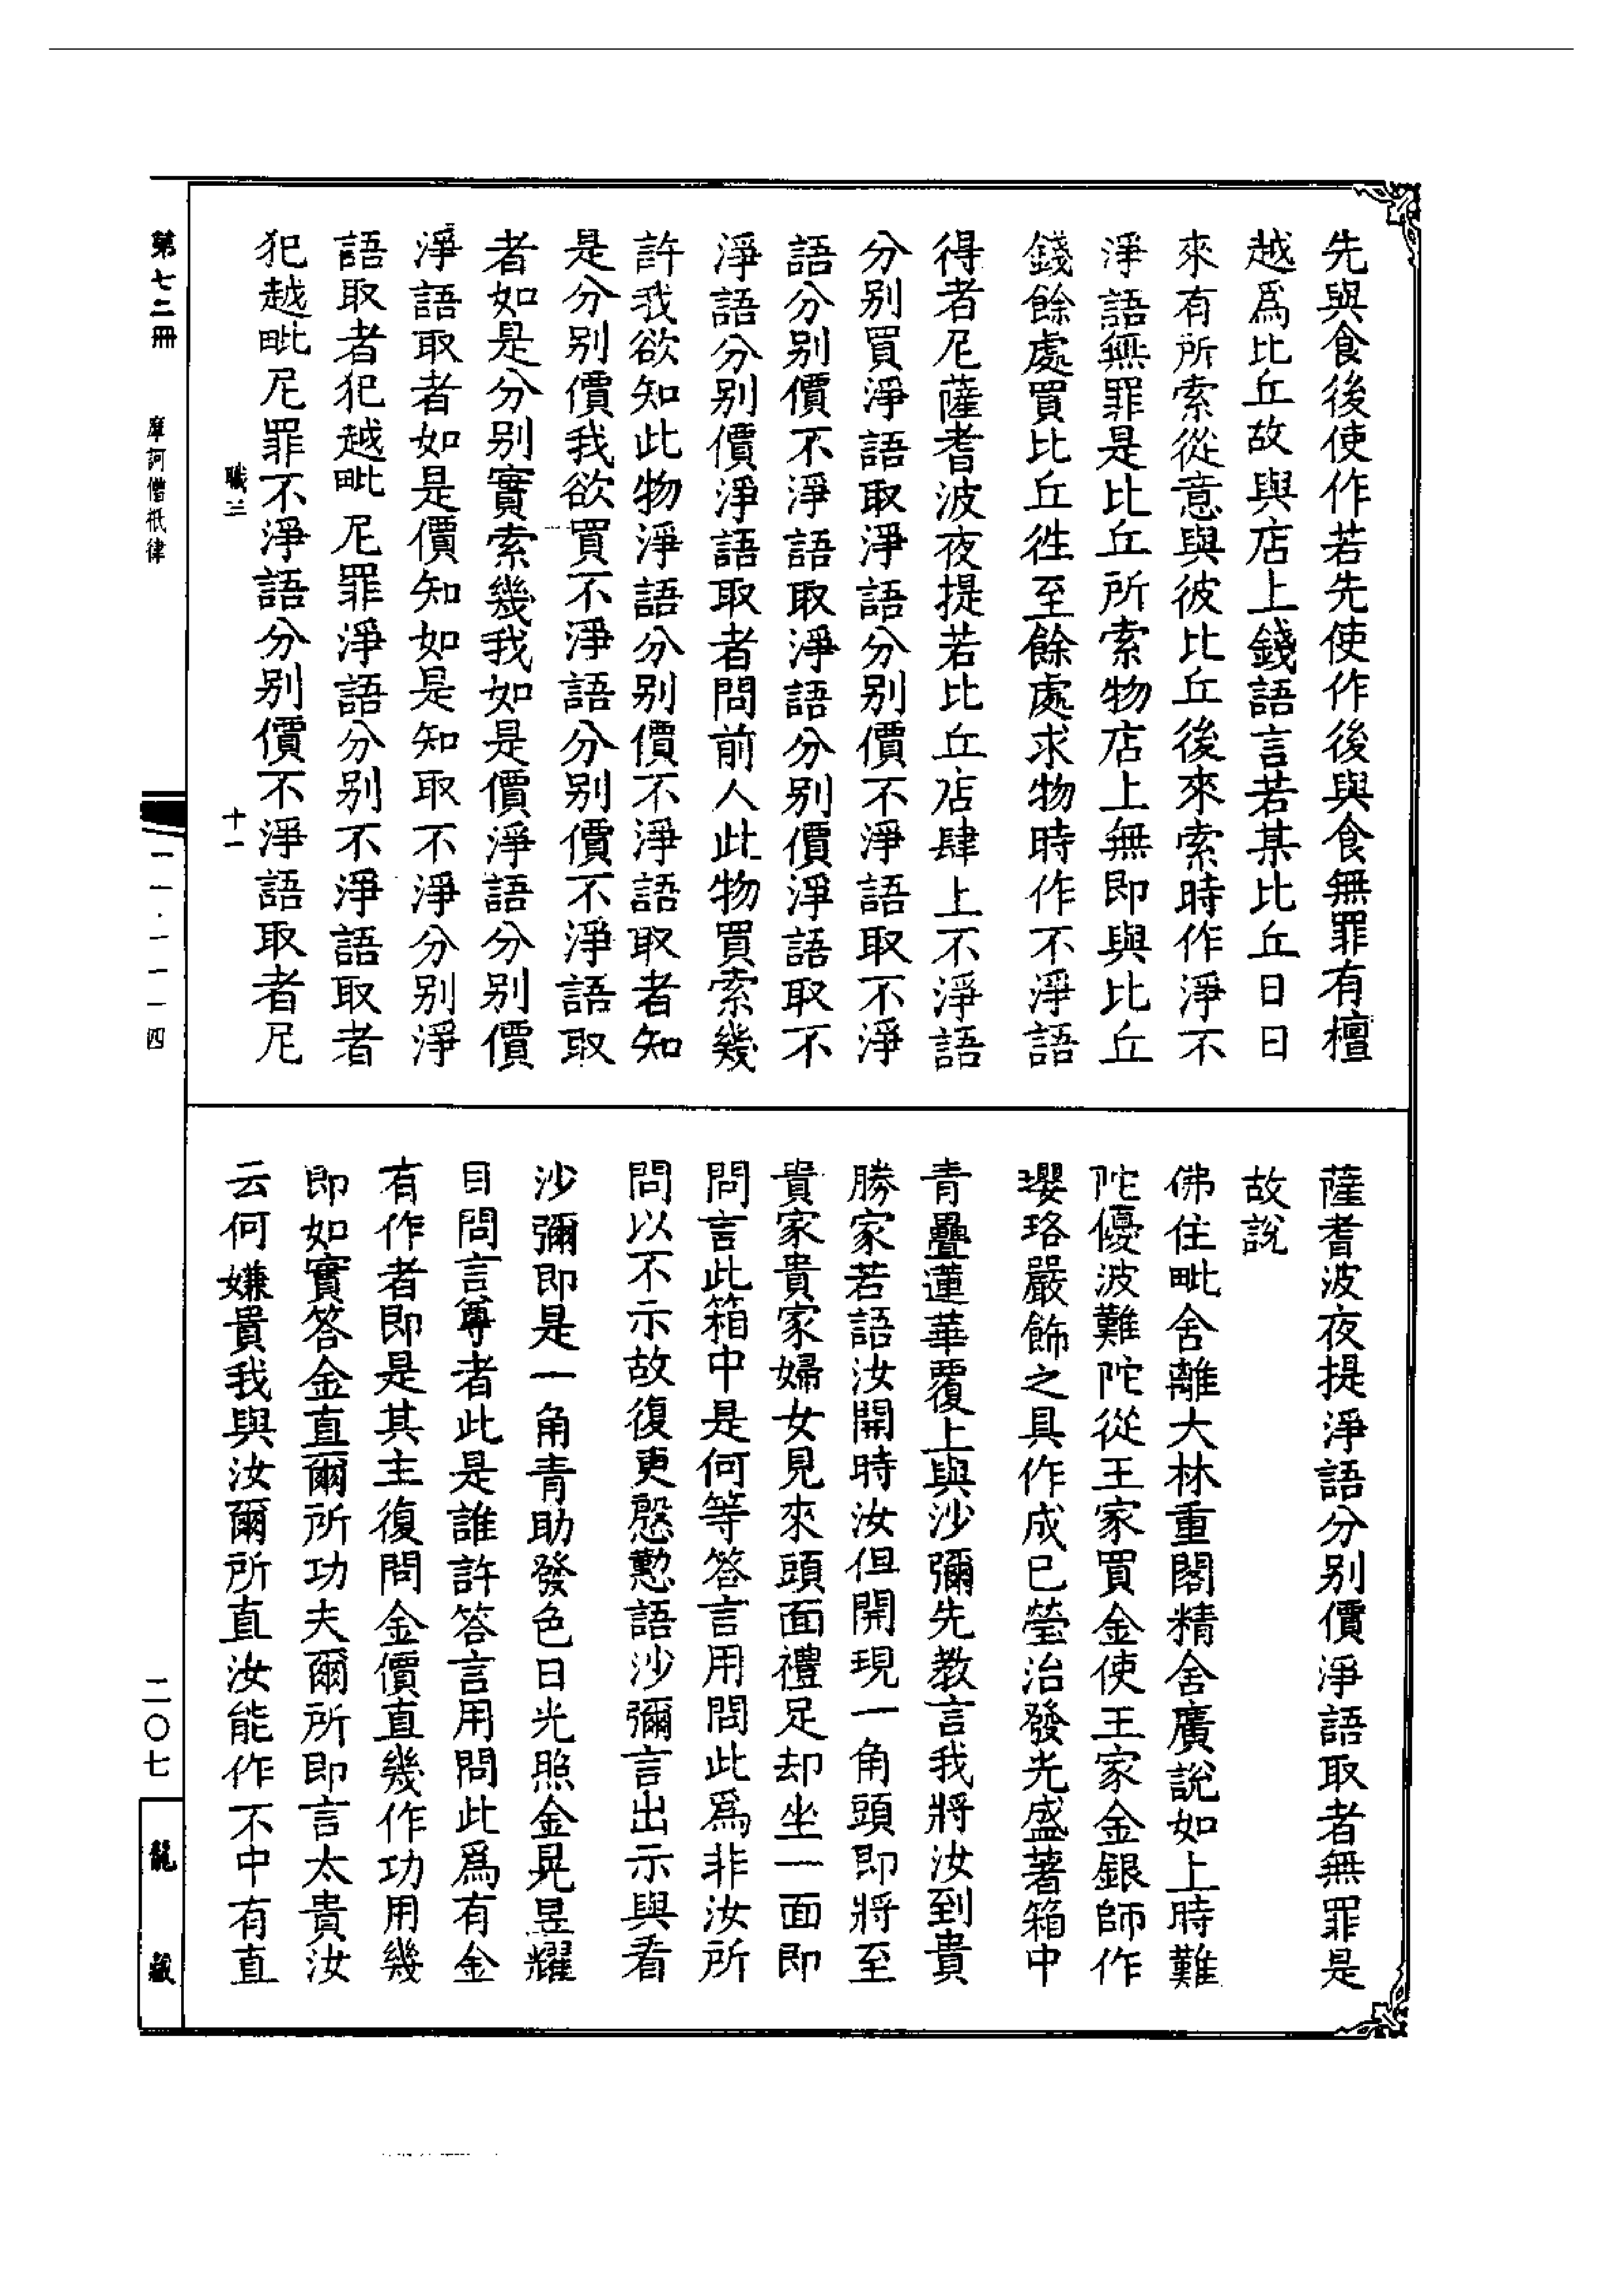 先與食後使作若先使作後與食無罪有檀
越爲比丘故與店上錢語言若某比丘日日
來有所索從意與彼比丘後來索時作淨不
淨語無罪是比丘所索物店上無即與比丘
錢餘處買比丘徃至餘處求物時作不淨語
得者尼薩耆波夜提若比丘店肆上不淨語
分别買淨語取淨語分别價不淨語取不淨
語分别價不淨語取淨語分别價淨語取不
淨語分别價淨語取者問前人此物買索幾
許我欲知此物淨語分别價不淨語取者知
是分别價我欲買不淨語分别價不淨語取
者如是分别實索幾我如是價淨語分别價
淨語取者如是價知如是知取不淨分别淨
語取者犯越毗尼罪淨語分别不淨語取者
犯越毗尼罪不淨語分别價不淨語取者尼
職三 十一
薩耆波夜提淨語分别價淨語取者無罪是
故說
佛住毗舍離大林重閣精舍廣說如上時難
陀優波難陀從王家買金使王家金銀師作
瓔珞嚴飾之具作成已瑩治發光盛著箱中
青疊蓮華覆上與沙彌先教言我將汝到貴
勝家若語汝開時汝但開現一角頭即將至
貴家貴家婦女見來頭面禮足却坐一面即
問言此箱中是何等答言用問此爲非汝所
問以不示故復更慇懃語沙彌言出示與看
沙彌即是一角青助發色日光照金晃昱耀
目問言尊者此是誰許答言用問此爲有金
有作者即是其主復問金價直幾作功用幾
即如實答金直爾所功夫爾所即言太貴汝
云何嫌貴我與汝爾所直汝能作不中有直
第七二冊 摩訶僧祇律 一一·一一一四 二〇七 龍藏